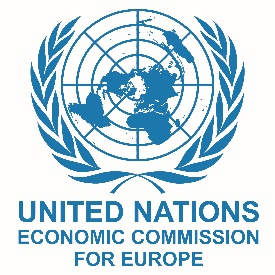 UNITED NATIONS
ECONOMIC COMMISSION
FOR EUROPE